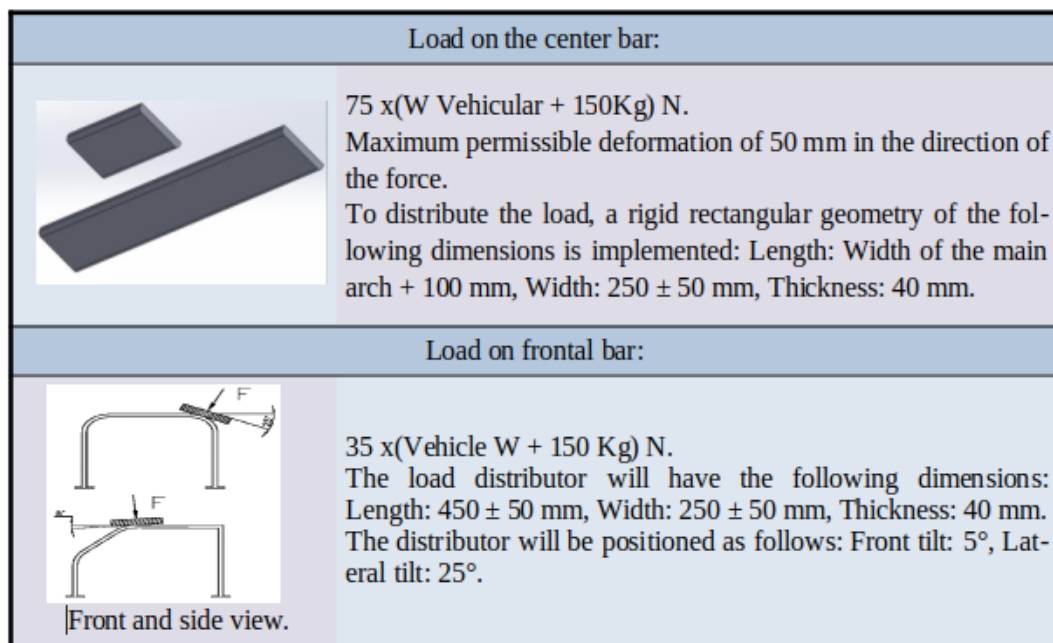 Load on the center bar:
75 x(W Vehicular + 150Kg) N.
Maximum permissible deformation of 50 mm in the direction of
the force.
To distribute the load, a rigid rectangular geometry of the fol-
lowing dimensions is implemented: Length: Width of the main
arch + 100 mm, Width: 250 ± 50 mm, Thickness: 40 mm.
Load on frontal bar:
F
F
Front and side view.
35 x(Vehicle W + 150 Kg) N.
The load distributor will have the following dimensions:
Length: 450 ± 50 mm, Width: 250 ± 50 mm, Thickness: 40 mm.
The distributor will be positioned as follows: Front tilt: 5°, Lat-
eral tilt: 25°.